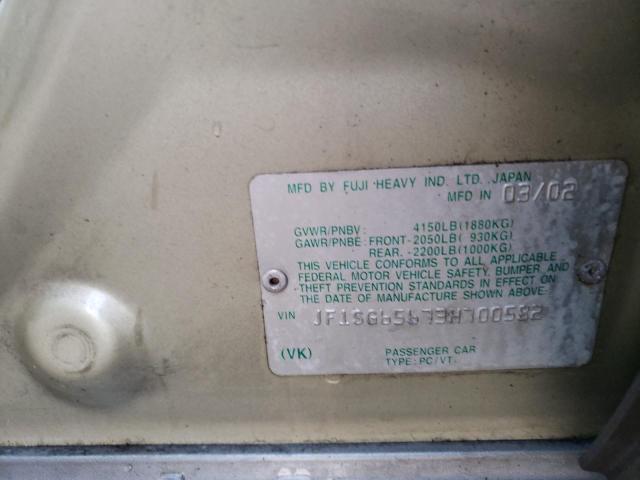 MFD BY FUJI HEAVY IND. LTD. JAPAN
MFD IN 03/02
GVWR/PNBV: 4150LB(1880KG)
GAWR/PNBE: FRONT-2050LB( 930KG)
REAR.-2200LB(1000KG)
THIS VEHICLE CONFORMS TO ALL APPLICABLE
FEDERAL MOTOR VEHICLE SAFETY, BUMPER, AND
THEFT PREVENTION STANDARDS IN EFFECT ON
THE DATE OF MANUFACTURE SHOWN ABOVE.
VIN JF1SG65673H700582
(VK) PASSENGER CAR
TYPE: PC/VT.